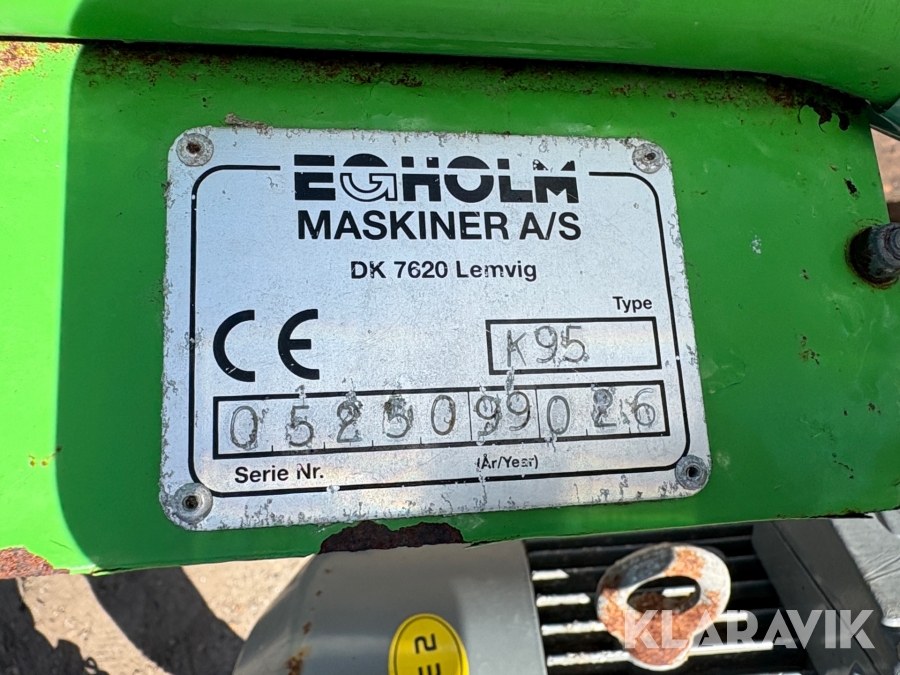 EGHOLM
MASKINER A/S
DK 7620 Lemvig
Type
CE
K95
0525099026
Serie Nr.
(År/Year)
KLARAVIK